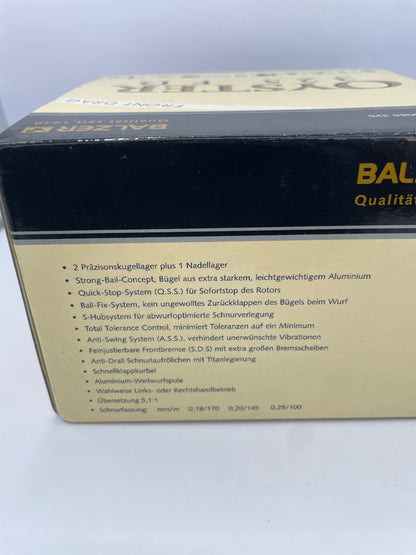 OYSTER
FRONT DRAG
BALZER
Qualität seit 1949
BAL
Qualität
• 2 Präzisonskugellager plus 1 Nadellager
• Strong-Bail-Concept, Bügel aus extra starkem, leichtgewichtigem Aluminium
• Quick-Stop-System (Q.S.S.) für Sofortstop des Rotors
• Bail-Fix-System, kein ungewolltes Zurückklappen des Bügels beim Wurf
• S-Hubsystem für abwurfoptimierte Schnurverlegung
• Total Tolerance Control, minimiert Toleranzen auf ein Minimum
• Anti-Swing System (A.S.S.), verhindert unerwünschte Vibrationen
• Feinjustierbare Frontbremse (S.D.S) mit extra großen Bremsscheiben
• Anti-Drall Schnurlaufröllchen mit Titanlegierung
• Schnellklappkurbel
• Aluminium-Weitwurfspule
• Wahlweise Links- oder Rechtshandbetrieb
• Übersetzung 5,1:1
• Schnurfassung: mm/m 0,18/170 0,20/145 0,25/100